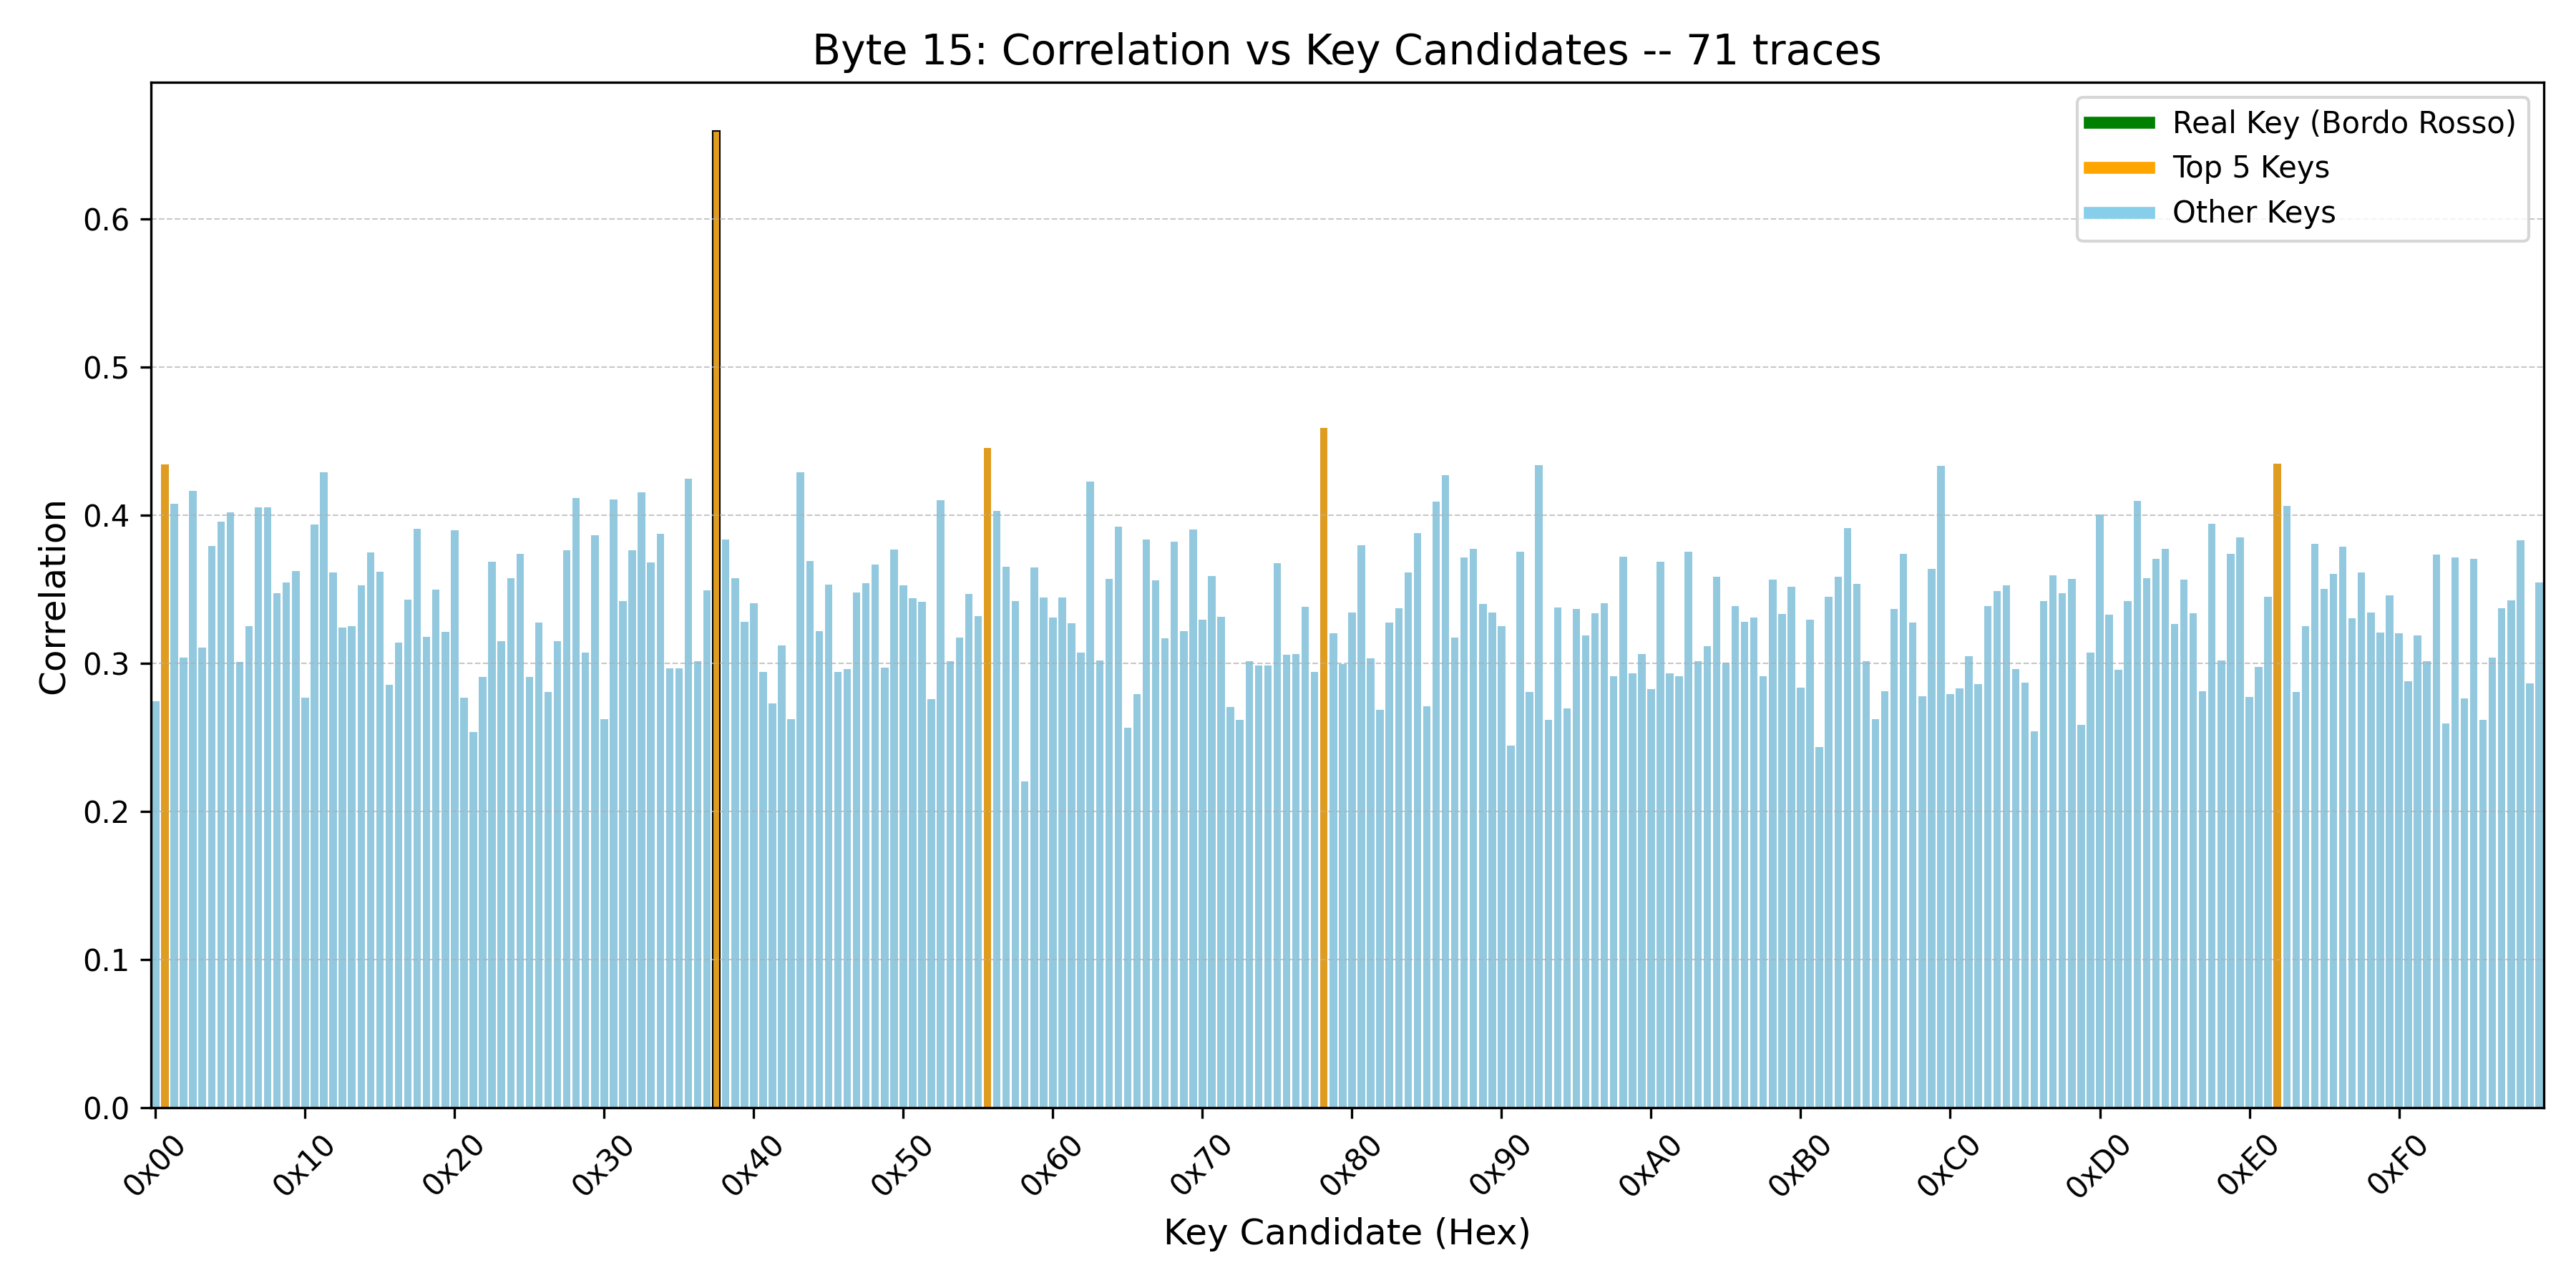 Byte 15: Correlation vs Key Candidates -- 71 traces
Real Key (Bordo Rosso)
Top 5 Keys
Other Keys
Correlation
0.6
0.5
0.4
0.3
0.2
0.1
0.0
0x00
0x10
0x20
0x30
0x40
0x50
0x60
0x70
0x80
0x90
0xA0
0xB0
0xC0
0xD0
0xE0
0xF0
Key Candidate (Hex)